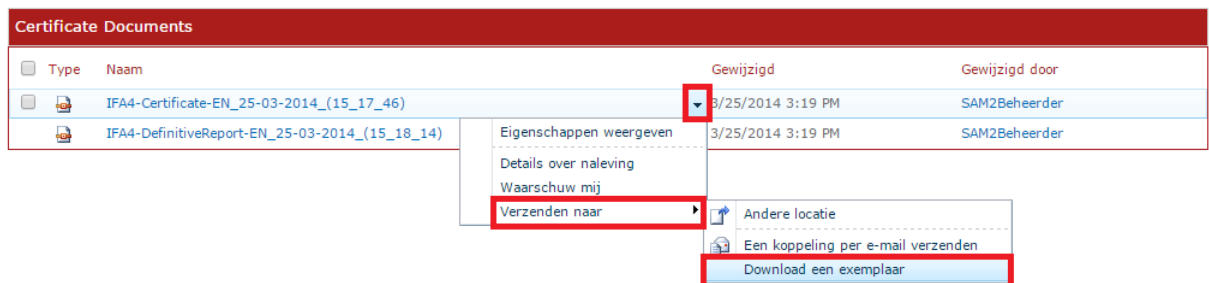 Certificate Documents
Type Naam Gewijzigd Gewijzigd door
IFA4-Certificate-EN_25-03-2014_(15_17_46) 3/25/2014 3:19 PM SAM2Beheerder
IFA4-DefinitiveReport-EN_25-03-2014_(15_18_14) 3/25/2014 3:19 PM SAM2Beheerder
Eigenschappen weergeven
Details over naleving
Waarschuw mij
Verzenden naar
Andere locatie
Een koppeling per e-mail verzenden
Download een exemplaar